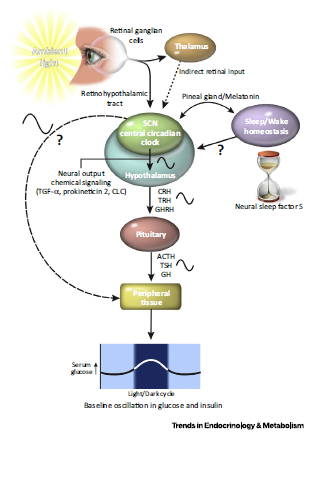 Retinal ganglion
cells
Ambient
light
Thalamus
Indirect retinal input
Retinohypothalamic
tract
Pineal gland/Melatonin
SCN
central circadian
clock
Sleep/Wake
homeostasis
?
?
Neural output
chemical signaling
(TGF-α, prokineticin 2, CLC)
Hypothalamus
Neural sleep factor S
CRH
TRH
GHRH
Pituitary
ACTH
TSH
GH
Peripheral
tissue
Serum
glucose
Light/Dark cycle
Baseline oscillation in glucose and insulin
Trends in Endocrinology & Metabolism